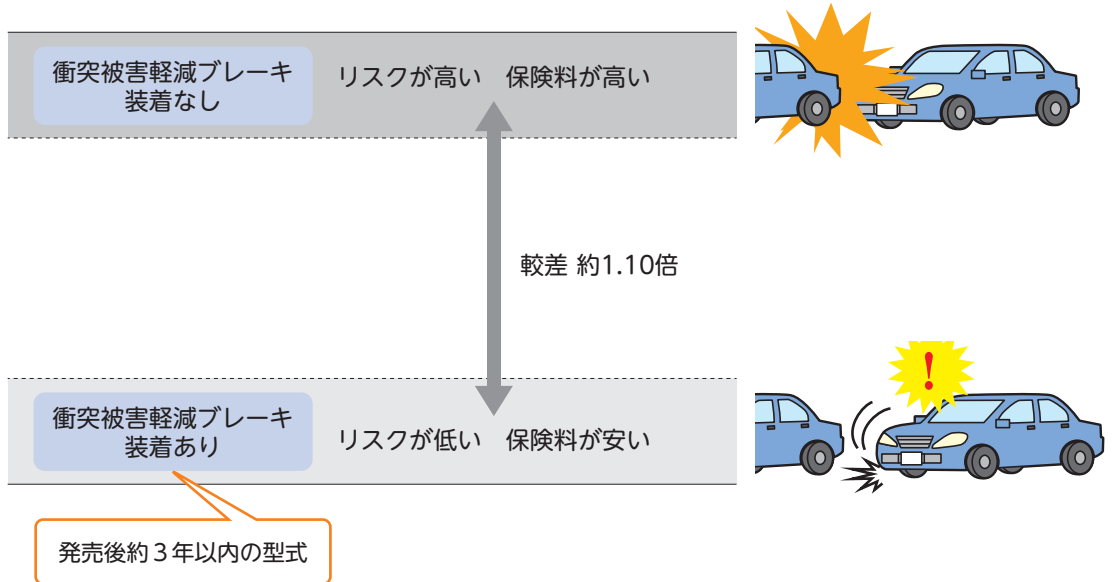 衝突被害軽減ブレーキ
装着なし
リスクが高い 保険料が高い
較差 約1.10倍
!
衝突被害軽減ブレーキ
装着あり
リスクが低い 保険料が安い
発売後約3年以内の型式